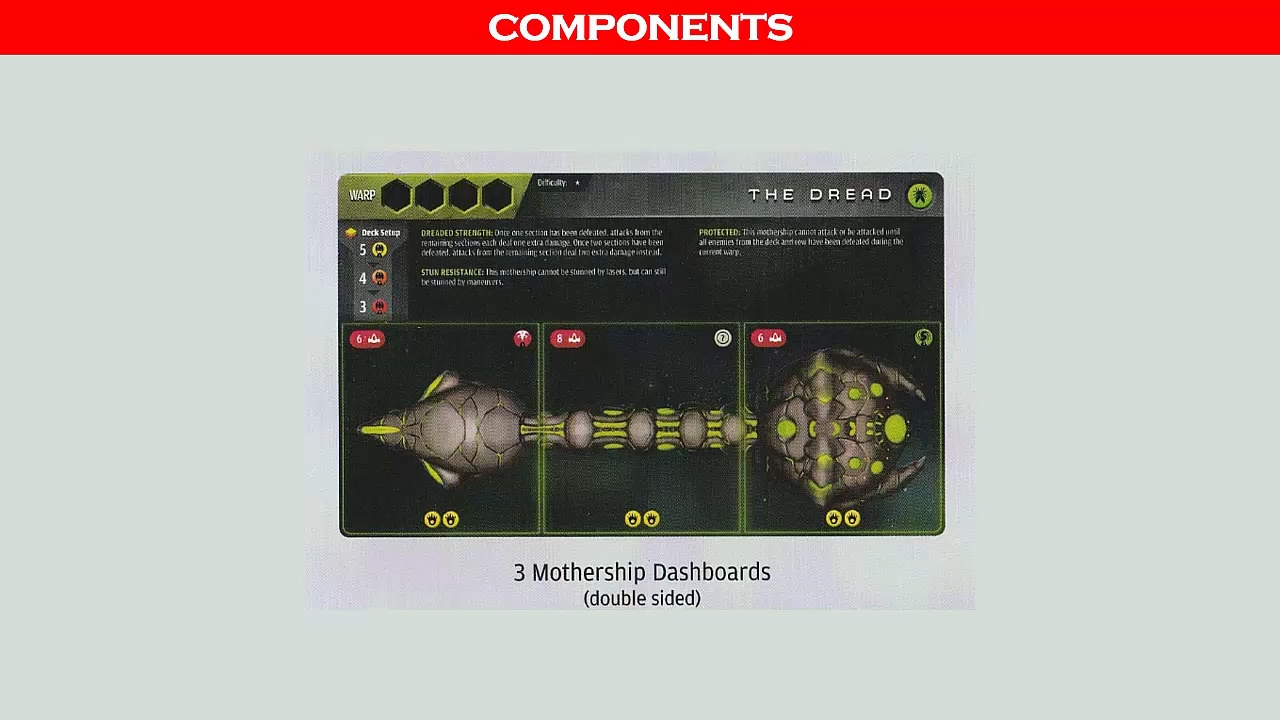 COMPONENTS
WARP
Difficulty: ★
THE DREAD
Deck Setup
5
4
3
DREADED STRENGTH: Once one section has been defeated, attacks from the
remaining sections each deal one extra damage. Once two sections have been
defeated, attacks from the remaining section deal two extra damage instead.
STUN RESISTANCE: This mothership cannot be stunned by lasers, but can still
be stunned by maneuvers.
PROTECTED: This mothership cannot attack or be attacked until
all enemies from the deck and row have been defeated during the
current warp.
6
8
6
3 Mothership Dashboards
(double sided)